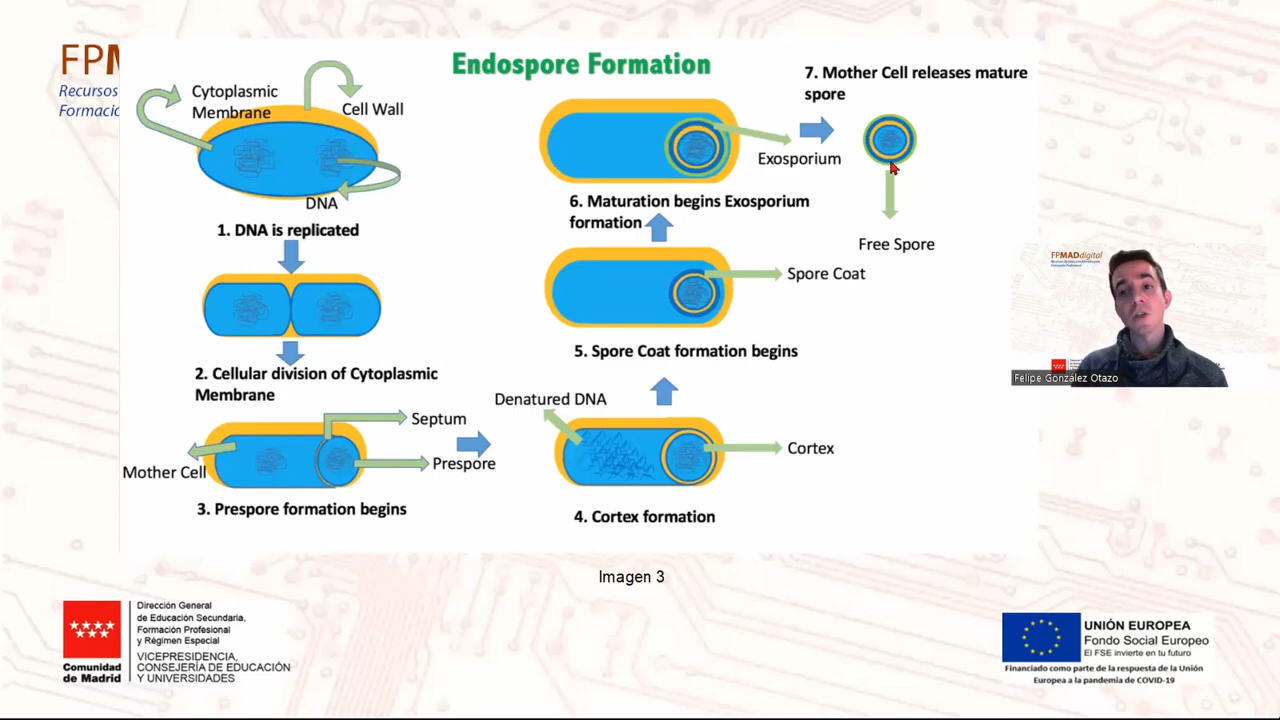 FPM
Recursos
Formació
Endospore Formation
Cytoplasmic
Membrane
Cell Wall
DNA
1. DNA is replicated
2. Cellular division of Cytoplasmic
Membrane
Septum
Prespore
Mother Cell
3. Prespore formation begins
Denatured DNA
Cortex
4. Cortex formation
Spore Coat
5. Spore Coat formation begins
Exosporium
6. Maturation begins Exosporium
formation
7. Mother Cell releases mature
spore
Free Spore
FPMADdigital
Felipe González Otazo
Imagen 3
Comunidad
de Madrid
Dirección General
de Educación Secundaria,
Formación Profesional
y Régimen Especial
VICEPRESIDENCIA,
CONSEJERÍA DE EDUCACIÓN
Y UNIVERSIDADES
UNIÓN EUROPEA
Fondo Social Europeo
El FSE invierte en tu futuro
Financiado como parte de la respuesta de la Unión
Europea a la pandemia de COVID-19